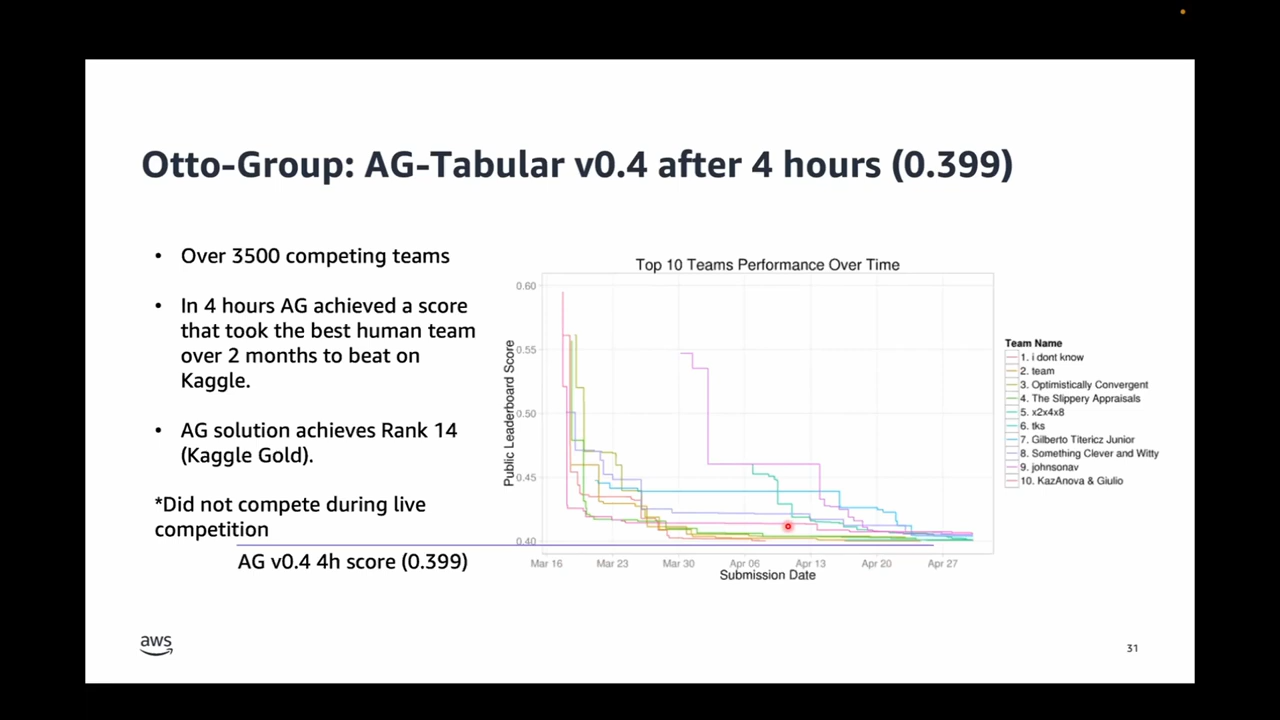 Otto-Group: AG-Tabular v0.4 after 4 hours (0.399)
• Over 3500 competing teams
• In 4 hours AG achieved a score
that took the best human team
over 2 months to beat on
Kaggle.
• AG solution achieves Rank 14
(Kaggle Gold).
*Did not compete during live
competition
AG v0.4 4h score (0.399)
Top 10 Teams Performance Over Time
Public Leaderboard Score
0.60
0.55
0.50
0.45
0.40
Mar 16 Mar 23 Mar 30 Apr 06 Apr 13 Apr 20 Apr 27
Submission Date
Team Name
1. i dont know
2. team
3. Optimistically Convergent
4. The Slippery Appraisals
5. x2x4x8
6. tks
7. Gilberto Titericz Junior
8. Something Clever and Witty
9. johnsonav
10. KazAnova & Giulio
aws
31